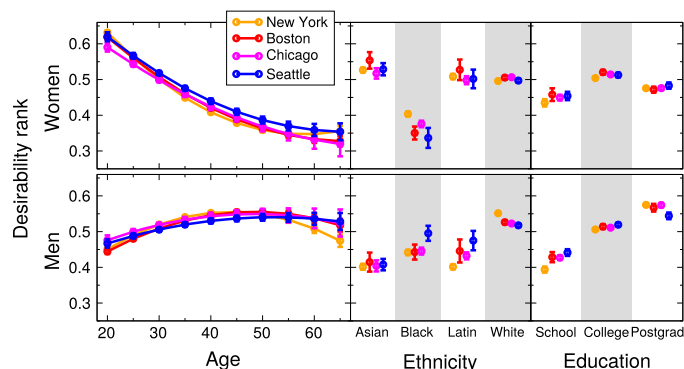 New York
Boston
Chicago
Seattle
Desirability rank
Women
0.6
0.5
0.4
0.3
Men
0.6
0.5
0.4
0.3
20 30 40 50 60
Asian Black Latin White
School College Postgrad
Age Ethnicity Education